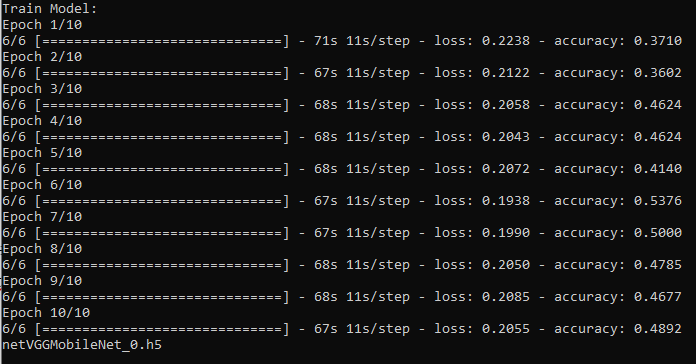 Train Model:
Epoch 1/10
6/6 [==============================] - 71s 11s/step - loss: 0.2238 - accuracy: 0.3710
Epoch 2/10
6/6 [==============================] - 67s 11s/step - loss: 0.2122 - accuracy: 0.3602
Epoch 3/10
6/6 [==============================] - 68s 11s/step - loss: 0.2058 - accuracy: 0.4624
Epoch 4/10
6/6 [==============================] - 68s 11s/step - loss: 0.2043 - accuracy: 0.4624
Epoch 5/10
6/6 [==============================] - 68s 11s/step - loss: 0.2072 - accuracy: 0.4140
Epoch 6/10
6/6 [==============================] - 67s 11s/step - loss: 0.1938 - accuracy: 0.5376
Epoch 7/10
6/6 [==============================] - 67s 11s/step - loss: 0.1990 - accuracy: 0.5000
Epoch 8/10
6/6 [==============================] - 68s 11s/step - loss: 0.2050 - accuracy: 0.4785
Epoch 9/10
6/6 [==============================] - 68s 11s/step - loss: 0.2085 - accuracy: 0.4677
Epoch 10/10
6/6 [==============================] - 67s 11s/step - loss: 0.2055 - accuracy: 0.4892
netVGGMobileNet_0.h5